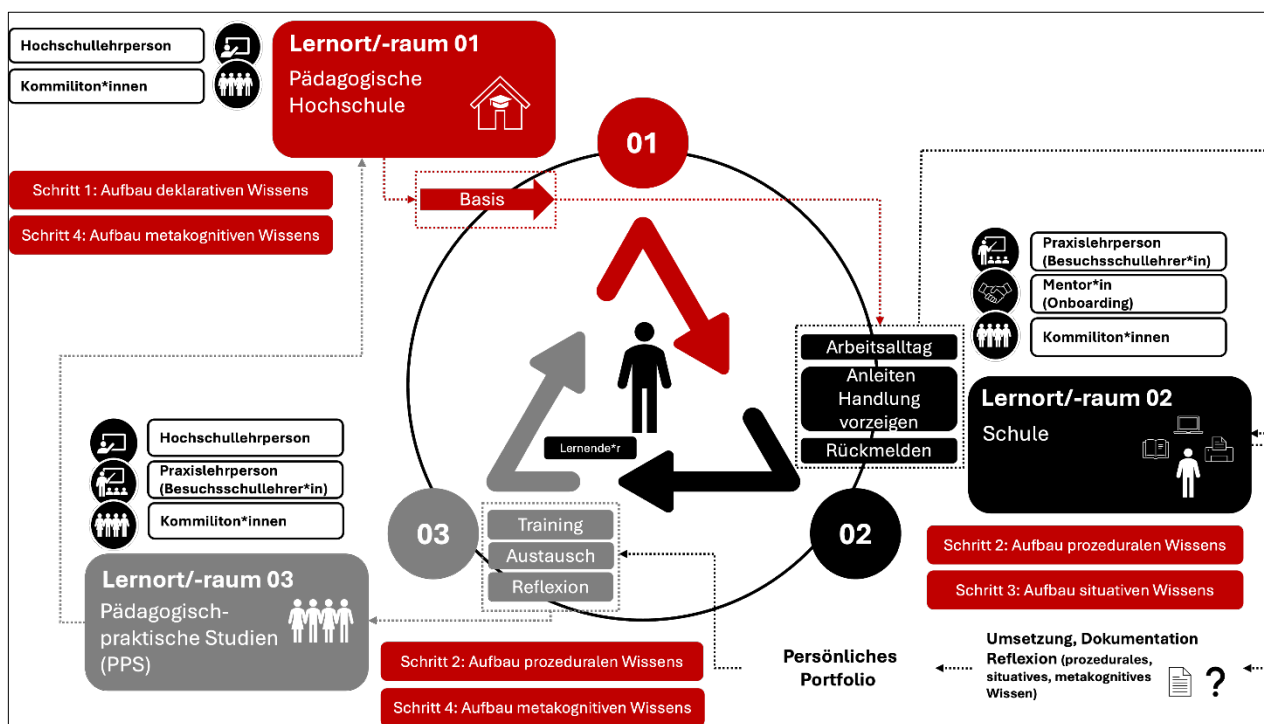 Hochschullehrperson
Kommiliton*innen
Lernort/-raum 01
Pädagogische
Hochschule
Schritt 1: Aufbau deklarativen Wissens
Schritt 4: Aufbau metakognitiven Wissens
Basis
01
Praxislehrperson
(Besuchsschullehrer*in)
Mentor*in
(Onboarding)
Kommiliton*innen
Arbeitsalltag
Anleiten
Handlung
vorzeigen
Rückmelden
Lernort/-raum 02
Schule
Lernende*r
02
Schritt 2: Aufbau prozeduralen Wissens
Schritt 3: Aufbau situativen Wissens
Hochschullehrperson
Praxislehrperson
(Besuchsschullehrer*in)
Kommiliton*innen
03
Training
Austausch
Reflexion
Lernort/-raum 03
Pädagogisch-
praktische Studien
(PPS)
Schritt 2: Aufbau prozeduralen Wissens
Schritt 4: Aufbau metakognitiven Wissens
Persönliches
Portfolio
Umsetzung, Dokumentation
Reflexion (prozedurales,
situatives, metakognitives
Wissen)
?